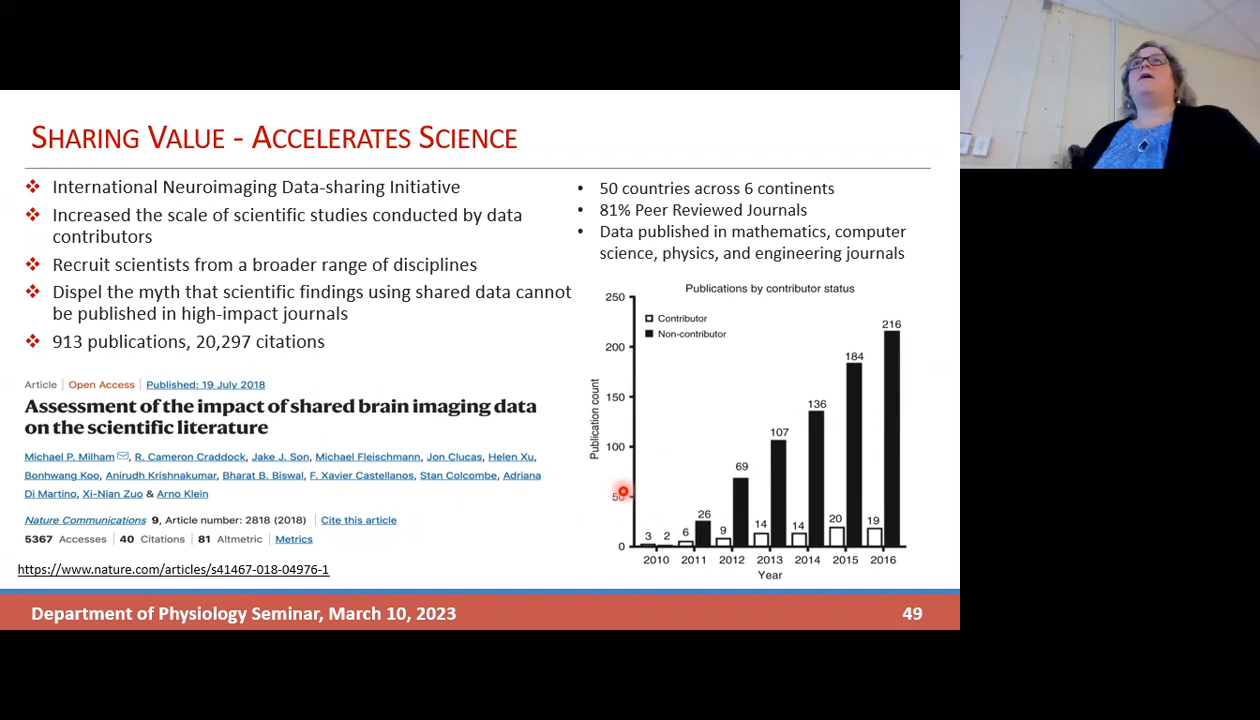 SHARING VALUE - ACCELERATES SCIENCE
International Neuroimaging Data-sharing Initiative
Increased the scale of scientific studies conducted by data
contributors
Recruit scientists from a broader range of disciplines
Dispel the myth that scientific findings using shared data cannot
be published in high-impact journals
913 publications, 20,297 citations
50 countries across 6 continents
81% Peer Reviewed Journals
Data published in mathematics, computer
science, physics, and engineering journals
Article | Open Access | Published: 19 July 2018
Assessment of the impact of shared brain imaging data
on the scientific literature
Michael P. Milham, R. Cameron Craddock, Jake J. Son, Michael Fleischmann, Jon Clucas, Helen Xu,
Bonhwang Koo, Anirudh Krishnakumar, Bharat B. Biswal, F. Xavier Castellanos, Stan Colcombe, Adriana
Di Martino, Xi-Nian Zuo & Arno Klein
Nature Communications 9, Article number: 2818 (2018) | Cite this article
5367 Accesses | 40 Citations | 81 Altmetric | Metrics
https://www.nature.com/articles/s41467-018-04976-1
Publications by contributor status
Contributor
Non-contributor
Publication count
250
200
150
100
50
0
3 2 6 26 9 69 14 107 14 136 20 184 19 216
2010 2011 2012 2013 2014 2015 2016
Year
Department of Physiology Seminar, March 10, 2023
49